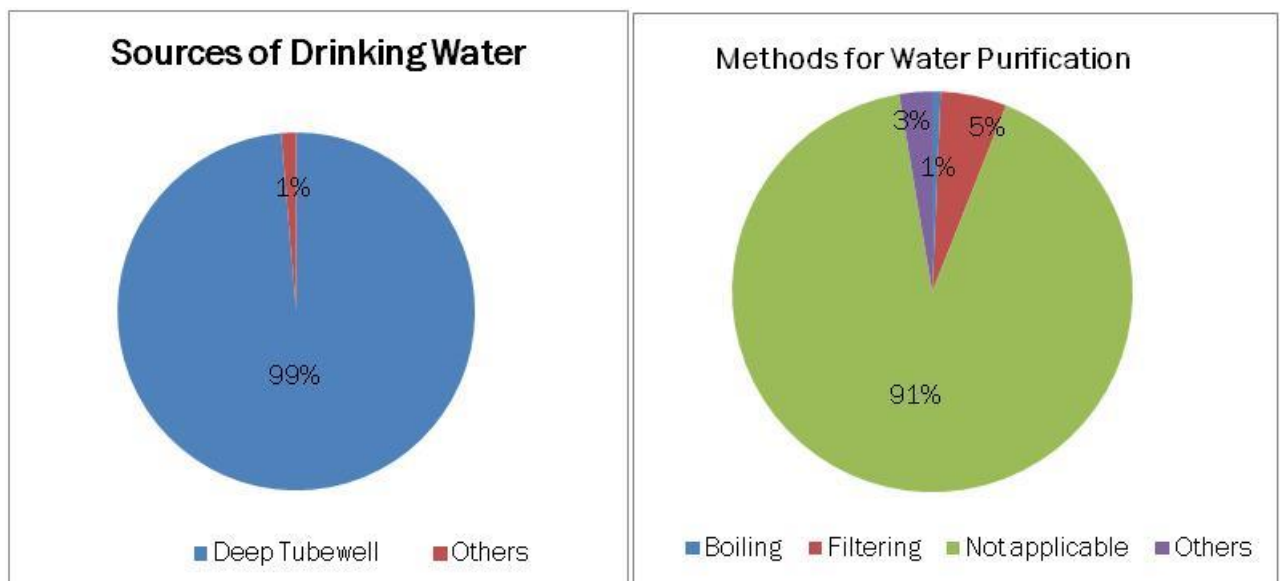 Sources of Drinking Water
1%
99%
Deep Tubewell Others
Methods for Water Purification
3%
5%
1%
91%
Boiling Filtering Not applicable Others